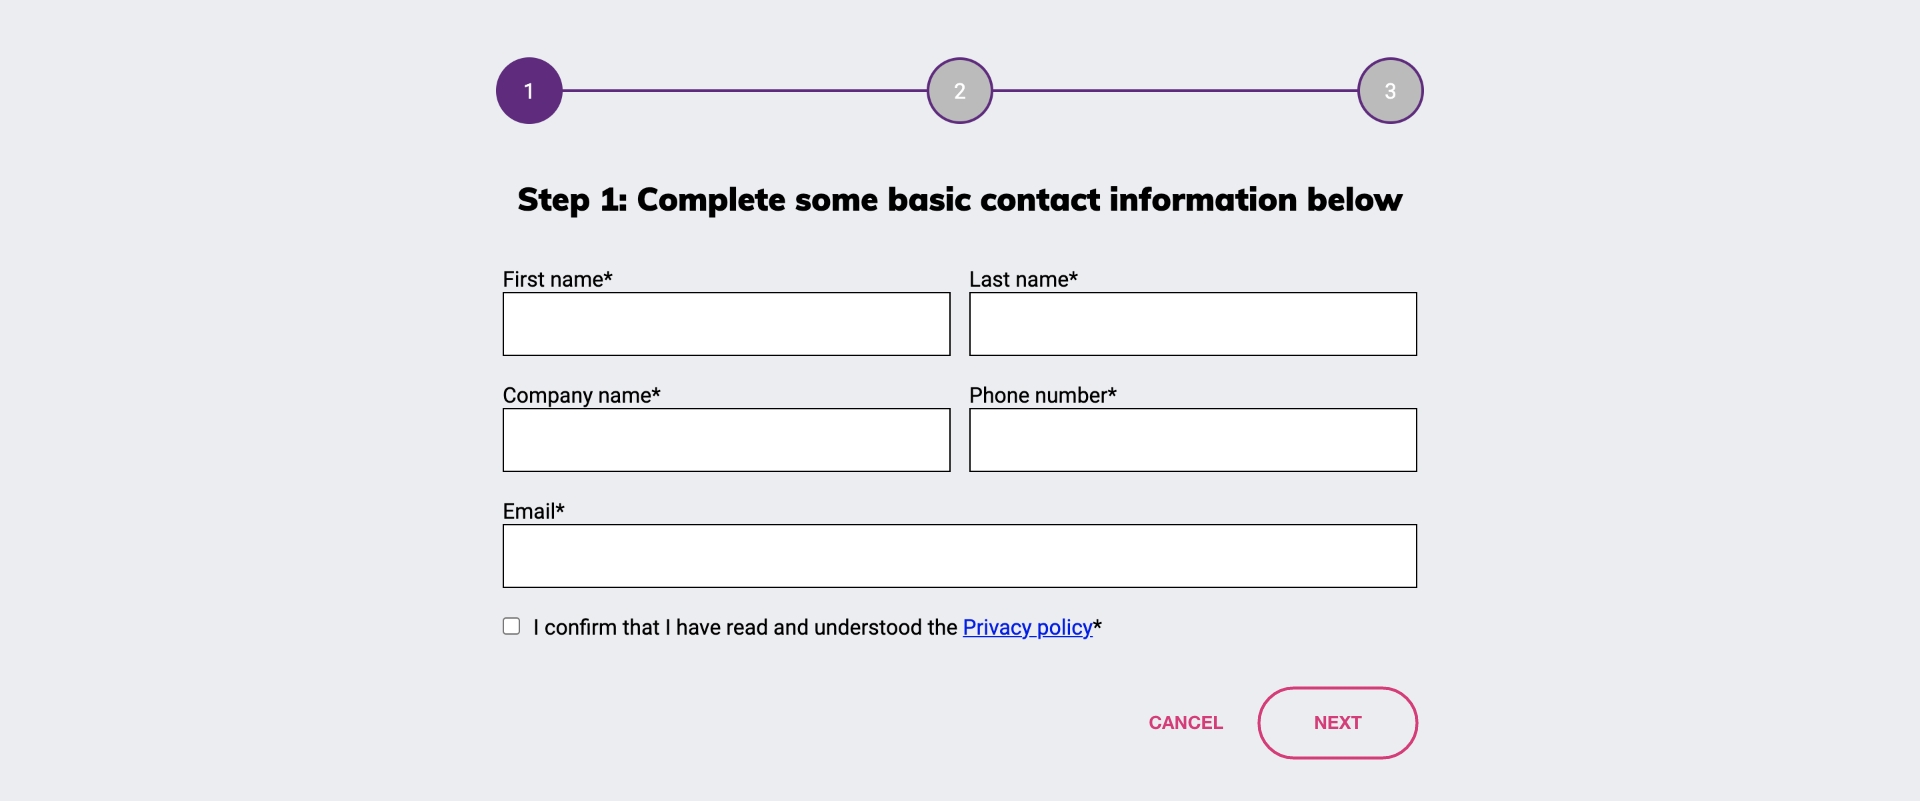 1 2 3
Step 1: Complete some basic contact information below
First name* Last name*
Company name* Phone number*
Email*
I confirm that I have read and understood the Privacy policy*
CANCEL NEXT